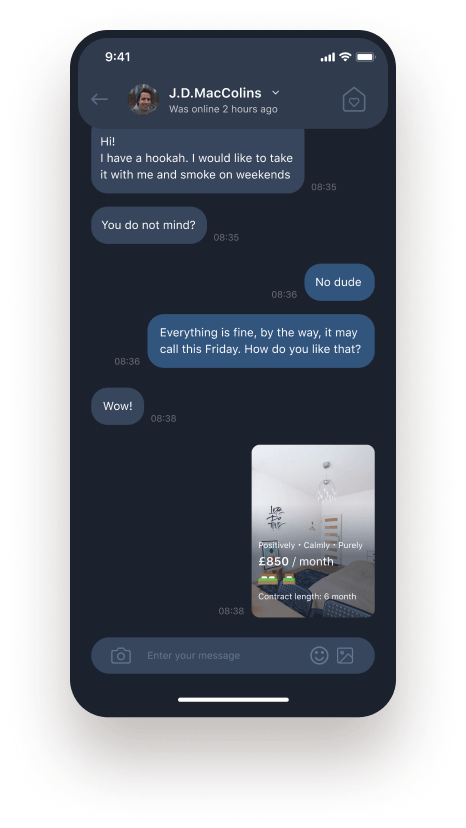 9:41
J.D.MacColins
Was online 2 hours ago
Hi!
I have a hookah. I would like to take
it with me and smoke on weekends
08:35
You do not mind?
08:35
No dude
08:36
Everything is fine, by the way, it may
call this Friday. How do you like that?
08:36
Wow!
08:38
Positively • Calmly • Purely
£850 / month
Contract length: 6 month
08:38
Enter your message